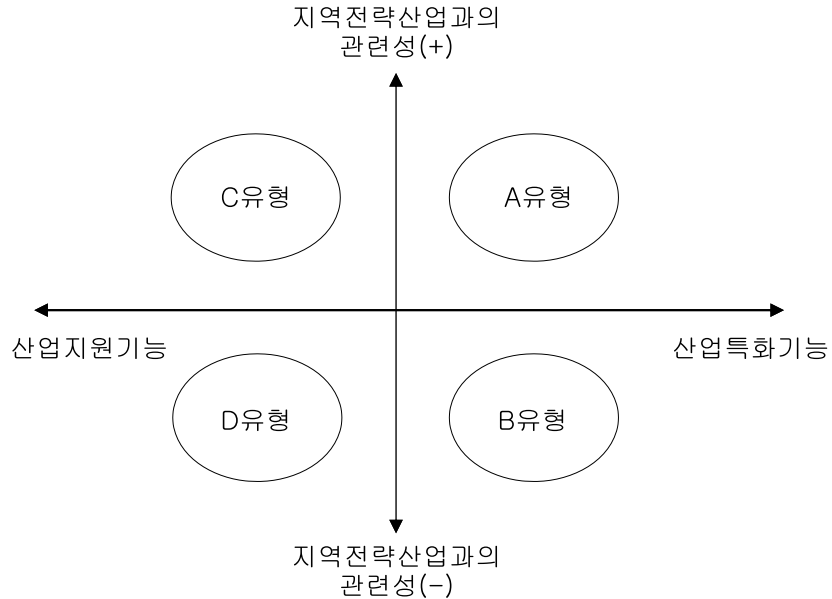 지역전략산업과의
관련성(+)
C유형
A유형
산업지원기능
산업특화기능
D유형
B유형
지역전략산업과의
관련성(-)